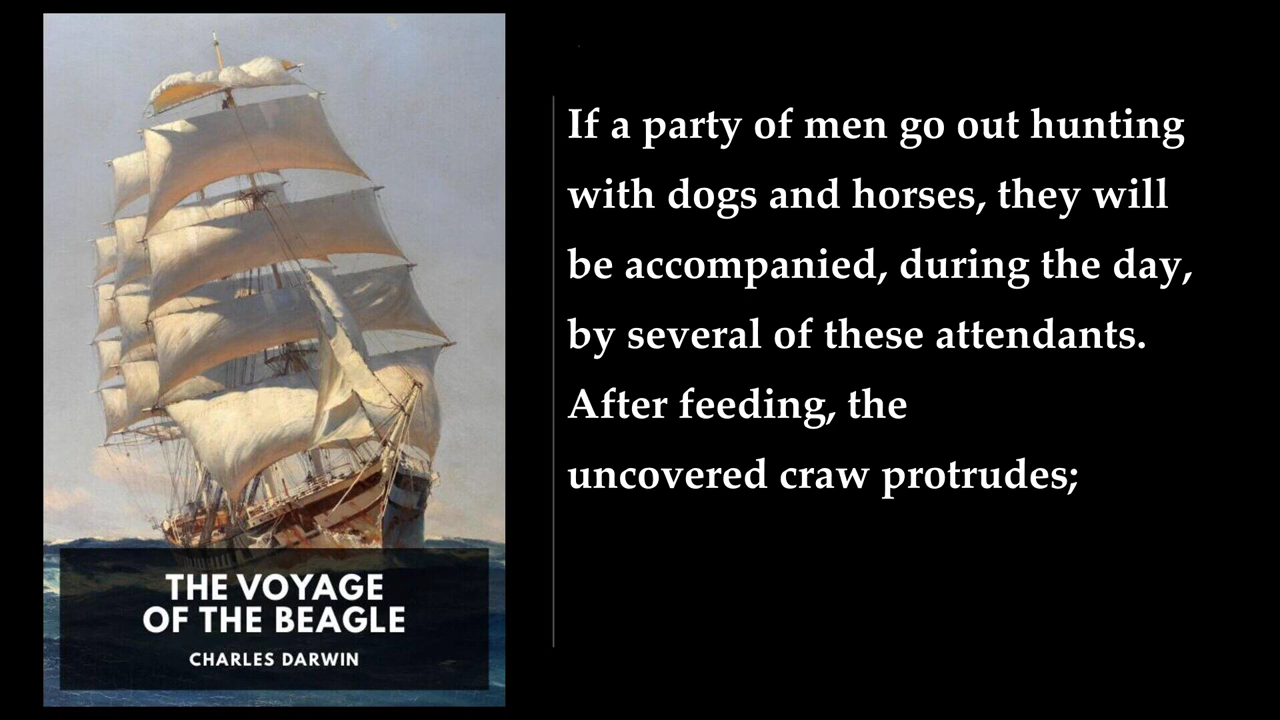 If a party of men go out hunting
with dogs and horses, they will
be accompanied, during the day,
by several of these attendants.
After feeding, the
uncovered craw protrudes;
THE VOYAGE
OF THE BEAGLE
CHARLES DARWIN